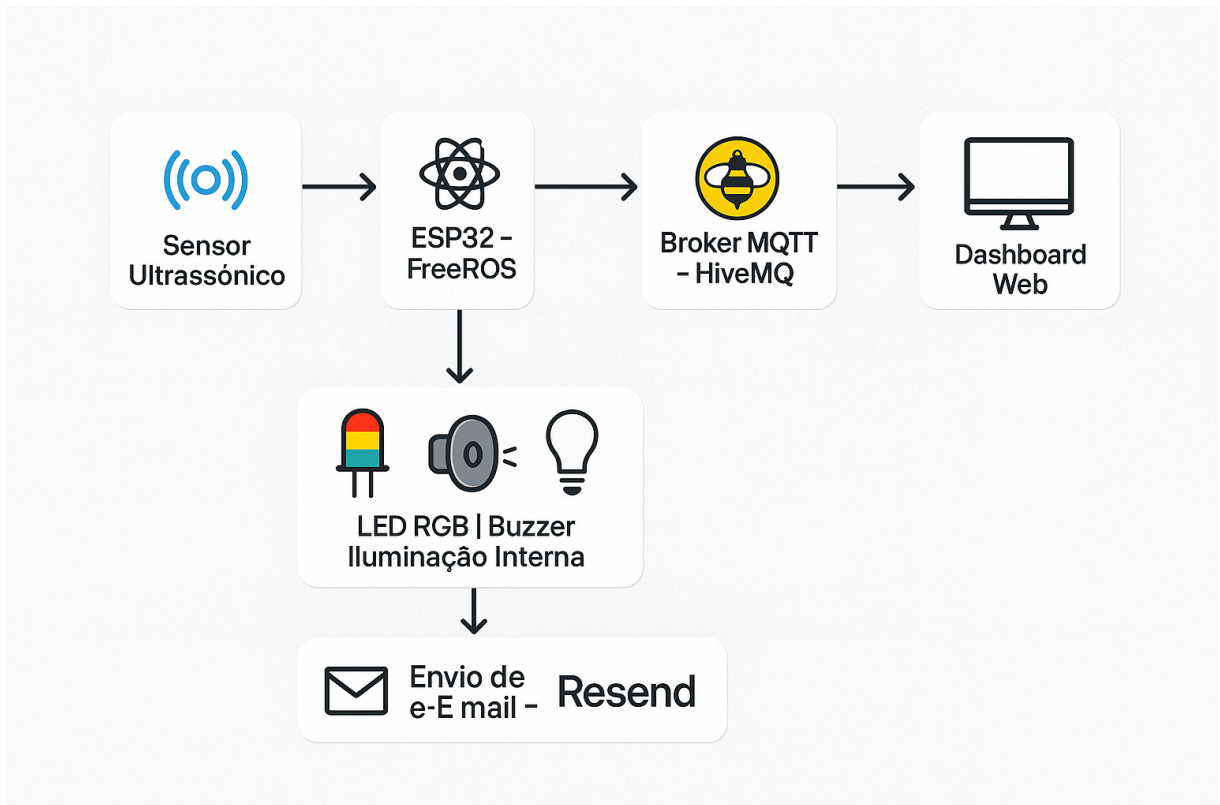 Sensor
Ultrassónico
ESP32 –
FreeROS
Broker MQTT
– HiveMQ
Dashboard
Web
LED RGB | Buzzer
Iluminação Interna
Envio de
e-E mail –
Resend